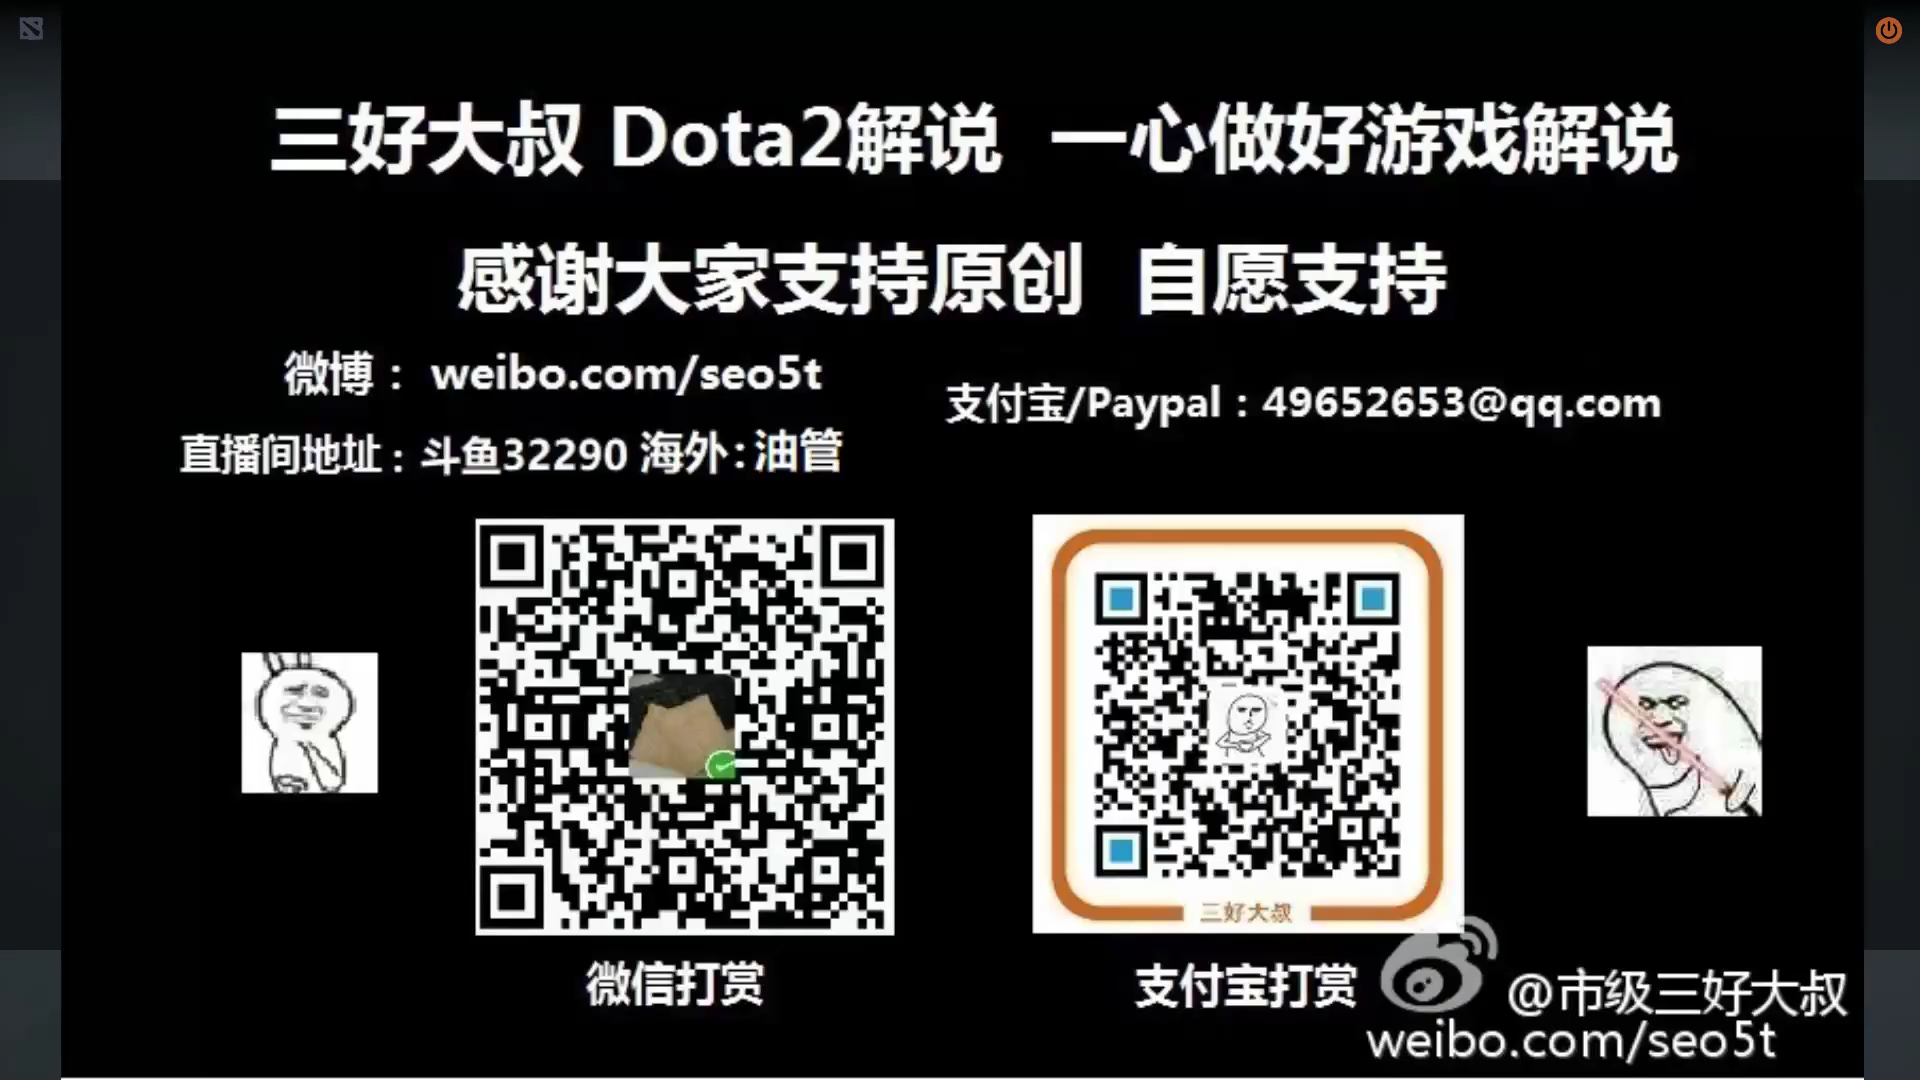 三好大叔 Dota2解说 一心做好游戏解说
感谢大家支持原创 自愿支持
微博： weibo.com/seo5t
支付宝/Paypal：49652653@qq.com
直播间地址：斗鱼32290 海外：油管
三好大叔
微信打赏
支付宝打赏
@市级三好大叔
weibo.com/seo5t